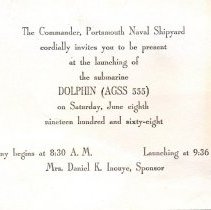 The Commander, Portsmouth Naval Shipyard
cordially invites you to be present
at the launching of
the submarine
DOLPHIN (AGSS 555)
on Saturday, June eighth
nineteen hundred and sixty-eight
ny begins at 8:30 A. M. Launching at 9:36
Mrs. Daniel K. Inouye, Sponsor